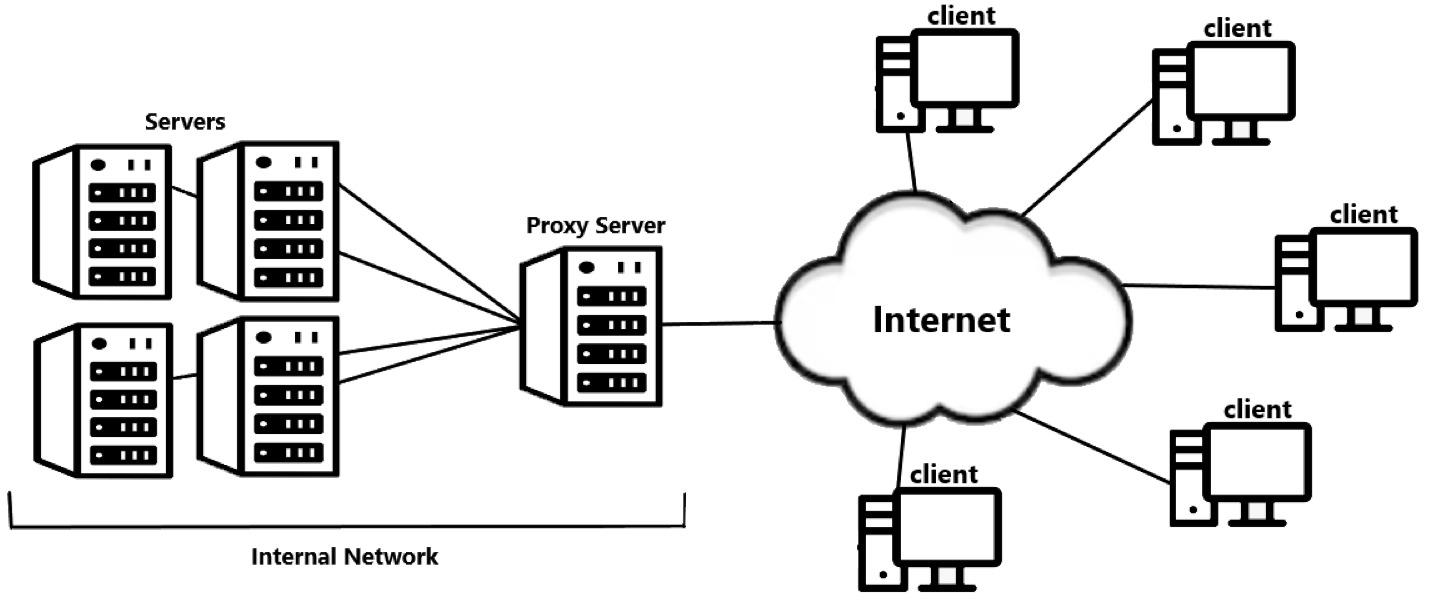 client
client
Servers
client
Proxy Server
Internet
client
client
Internal Network